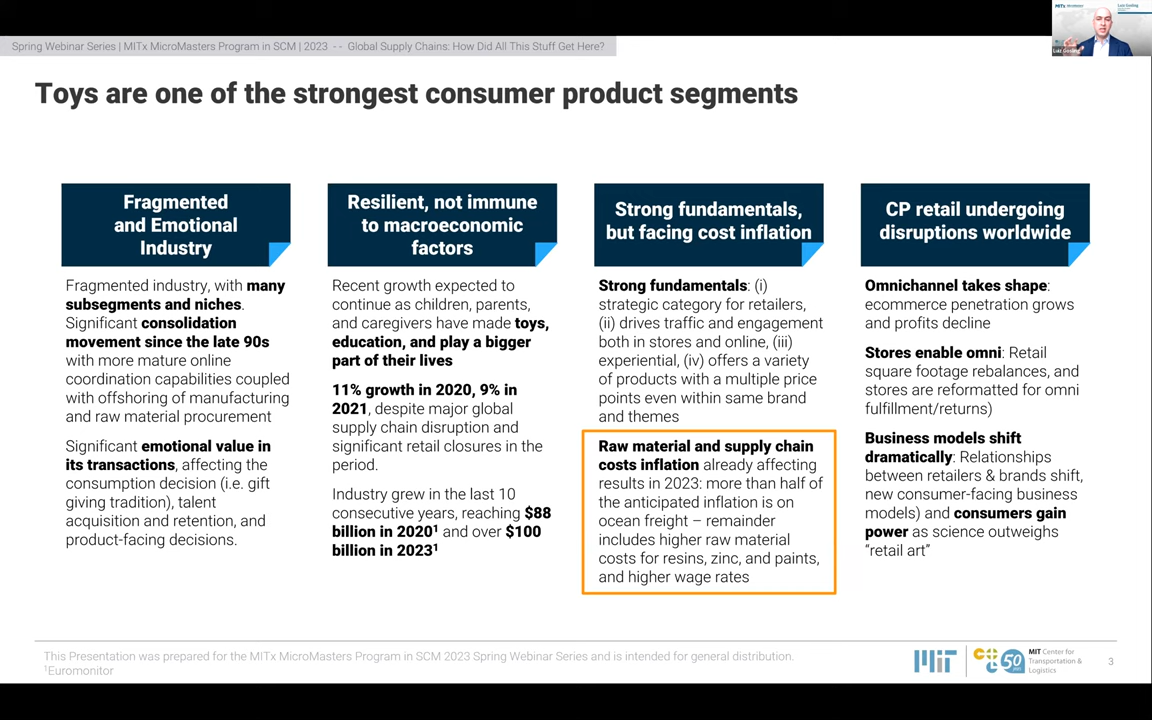 Spring Webinar Series | MITx MicroMasters Program in SCM | 2023 - - Global Supply Chains: How Did All This Stuff Get Here?
Luiz Gosling
Toys are one of the strongest consumer product segments
Fragmented
and Emotional
Industry
Fragmented industry, with many
subsegments and niches.
Significant consolidation
movement since the late 90s
with more mature online
coordination capabilities coupled
with offshoring of manufacturing
and raw material procurement
Significant emotional value in
its transactions, affecting the
consumption decision (i.e. gift
giving tradition), talent
acquisition and retention, and
product-facing decisions.
Resilient, not immune
to macroeconomic
factors
Recent growth expected to
continue as children, parents,
and caregivers have made toys,
education, and play a bigger
part of their lives
11% growth in 2020, 9% in
2021, despite major global
supply chain disruption and
significant retail closures in the
period.
Industry grew in the last 10
consecutive years, reaching $88
billion in 2020¹ and over $100
billion in 2023¹
Strong fundamentals,
but facing cost inflation
Strong fundamentals: (i)
strategic category for retailers,
(ii) drives traffic and engagement
both in stores and online, (iii)
experiential, (iv) offers a variety
of products with a multiple price
points even within same brand
and themes
Raw material and supply chain
costs inflation already affecting
results in 2023: more than half of
the anticipated inflation is on
ocean freight – remainder
includes higher raw material
costs for resins, zinc, and paints,
and higher wage rates
CP retail undergoing
disruptions worldwide
Omnichannel takes shape:
ecommerce penetration grows
and profits decline
Stores enable omni: Retail
square footage rebalances, and
stores are reformatted for omni
fulfillment/returns)
Business models shift
dramatically: Relationships
between retailers & brands shift,
new consumer-facing business
models) and consumers gain
power as science outweighs
“retail art”
This Presentation was prepared for the MITx MicroMasters Program in SCM 2023 Spring Webinar Series and is intended for general distribution.
¹Euromonitor
MIT
ctl 50
MIT Center for
Transportation &
Logistics
3